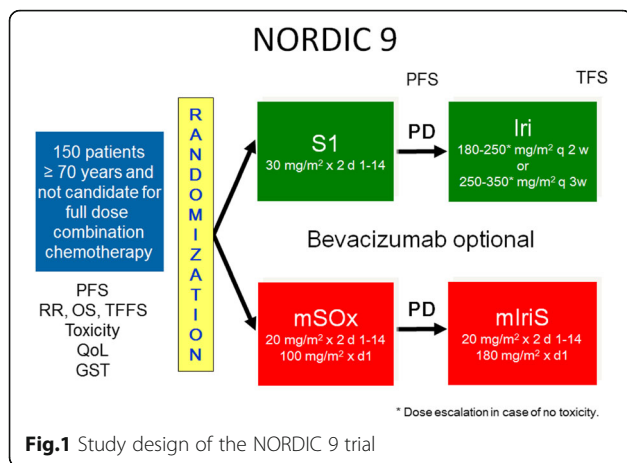 NORDIC 9
PFS
TFS
150 patients
≥ 70 years and
not candidate for
full dose
combination
chemotherapy
PFS
RR, OS, TFFS
Toxicity
QoL
GST
RANDOMIZATION
S1
30 mg/m² x 2 d 1-14
PD
Iri
180-250* mg/m² q 2 w
or
250-350* mg/m² q 3w
Bevacizumab optional
mSOx
20 mg/m² x 2 d 1-14
100 mg/m² x d1
PD
mIriS
20 mg/m² x 2 d 1-14
180 mg/m² x d1
* Dose escalation in case of no toxicity.
Fig.1 Study design of the NORDIC 9 trial